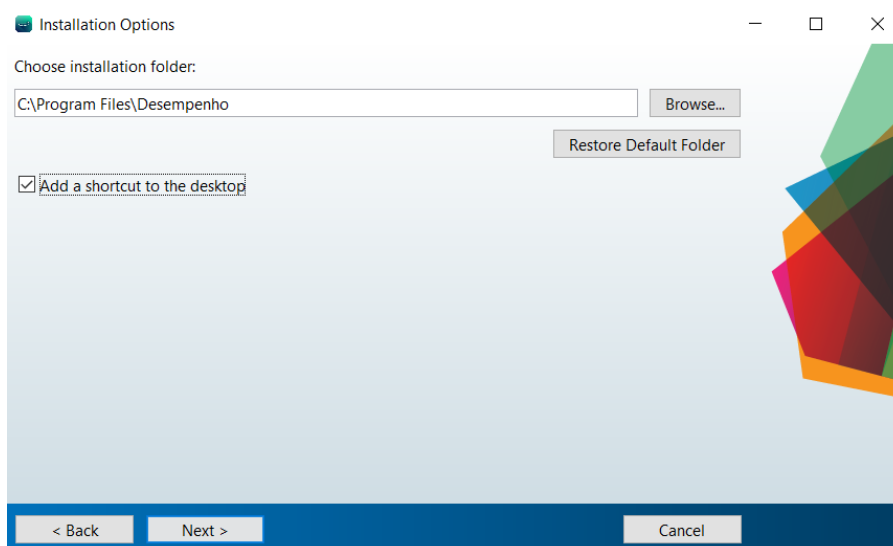 Installation Options
Choose installation folder:
C:\Program Files\Desempenho
Browse...
Restore Default Folder
Add a shortcut to the desktop
< Back
Next >
Cancel